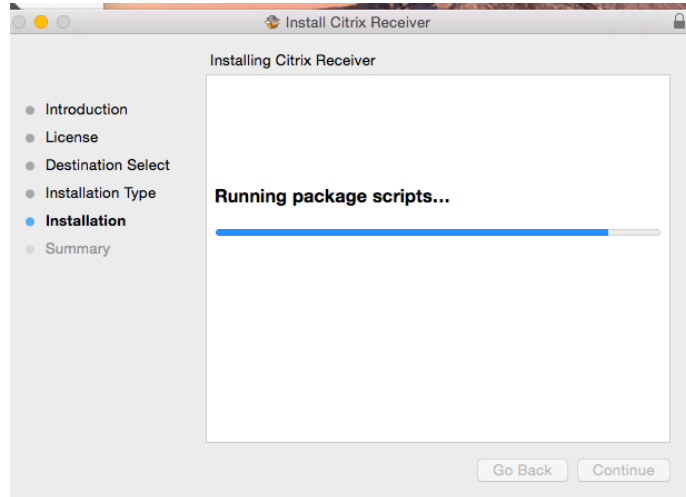 Install Citrix Receiver
Installing Citrix Receiver
Introduction
License
Destination Select
Installation Type
Installation
Summary
Running package scripts...
Go Back
Continue